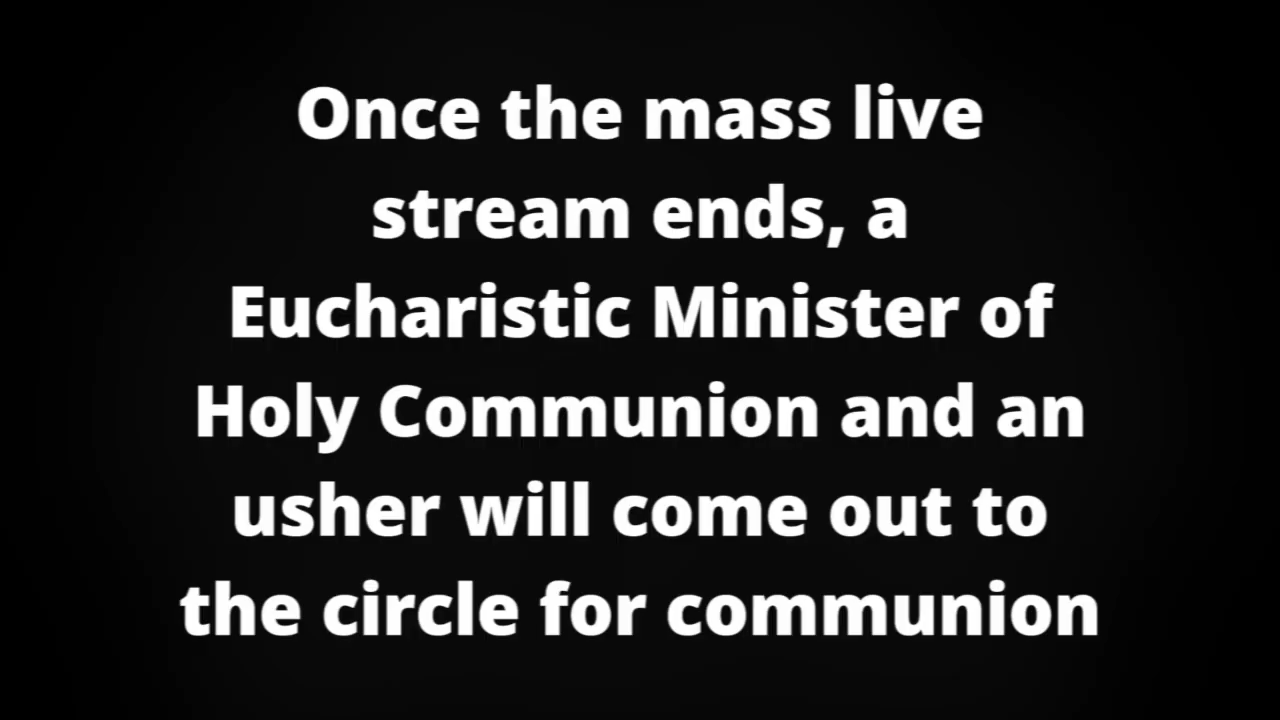 Once the mass live
stream ends, a
Eucharistic Minister of
Holy Communion and an
usher will come out to
the circle for communion